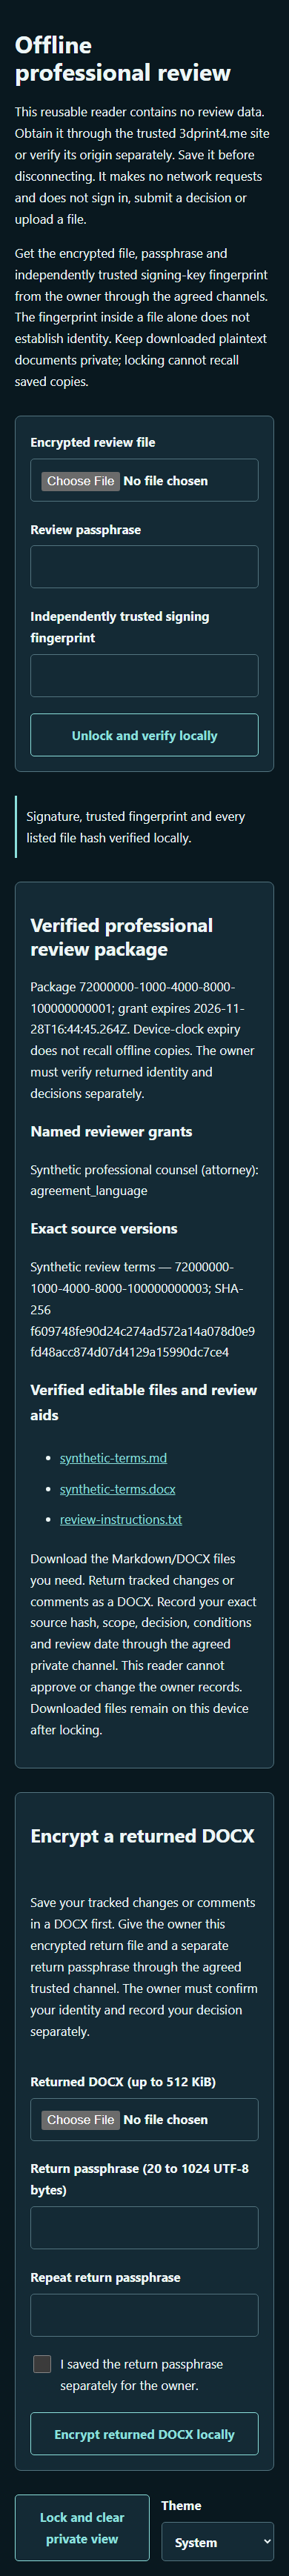 Offline
professional review
This reusable reader contains no review data.
Obtain it through the trusted 3dprint4.me site
or verify its origin separately. Save it before
disconnecting. It makes no network requests
and does not sign in, submit a decision or
upload a file.
Get the encrypted file, passphrase and
independently trusted signing-key fingerprint
from the owner through the agreed channels.
The fingerprint inside a file alone does not
establish identity. Keep downloaded plaintext
documents private; locking cannot recall
saved copies.
Encrypted review file
Choose File No file chosen
Review passphrase
Independently trusted signing
fingerprint
Unlock and verify locally
Signature, trusted fingerprint and every
listed file hash verified locally.
Verified professional
review package
Package 72000000-1000-4000-8000-
100000000001; grant expires 2026-11-
28T16:44:45.264Z. Device-clock expiry
does not recall offline copies. The owner
must verify returned identity and
decisions separately.
Named reviewer grants
Synthetic professional counsel (attorney):
agreement_language
Exact source versions
Synthetic review terms — 72000000-
1000-4000-8000-100000000003; SHA-
256
f609748fe90d24c274ad572a14a078d0e9
fd48acc874d07d4129a15990dc7ce4
Verified editable files and review
aids
• synthetic-terms.md
• synthetic-terms.docx
• review-instructions.txt
Download the Markdown/DOCX files
you need. Return tracked changes or
comments as a DOCX. Record your exact
source hash, scope, decision, conditions
and review date through the agreed
private channel. This reader cannot
approve or change the owner records.
Downloaded files remain on this device
after locking.
Encrypt a returned DOCX
Save your tracked changes or comments
in a DOCX first. Give the owner this
encrypted return file and a separate
return passphrase through the agreed
trusted channel. The owner must confirm
your identity and record your decision
separately.
Returned DOCX (up to 512 KiB)
Choose File No file chosen
Return passphrase (20 to 1024 UTF-8
bytes)
Repeat return passphrase
I saved the return passphrase
separately for the owner.
Encrypt returned DOCX locally
Lock and clear
private view
Theme
System